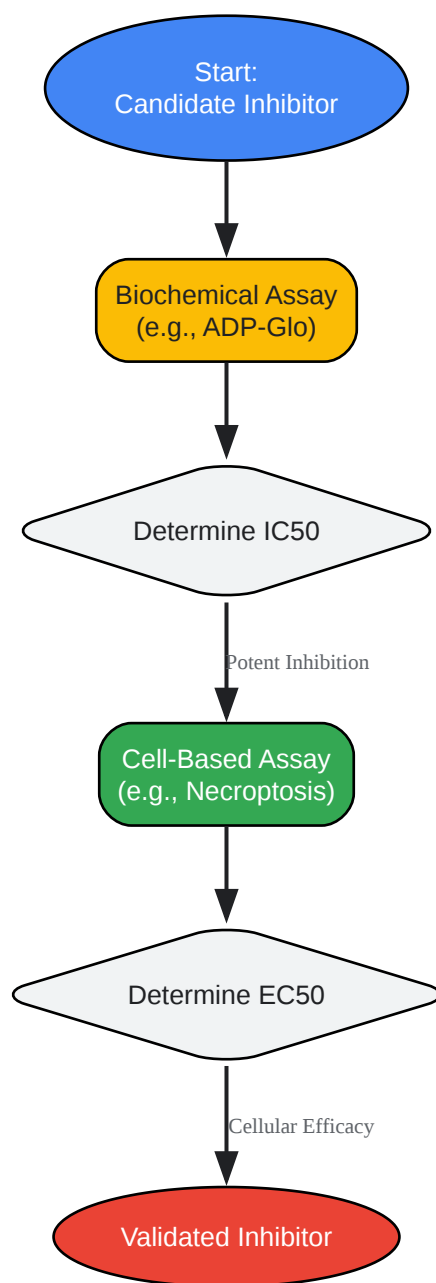 Start:
Candidate Inhibitor
Biochemical Assay
(e.g., ADP-Glo)
Determine IC50
Potent Inhibition
Cell-Based Assay
(e.g., Necroptosis)
Determine EC50
Cellular Efficacy
Validated Inhibitor